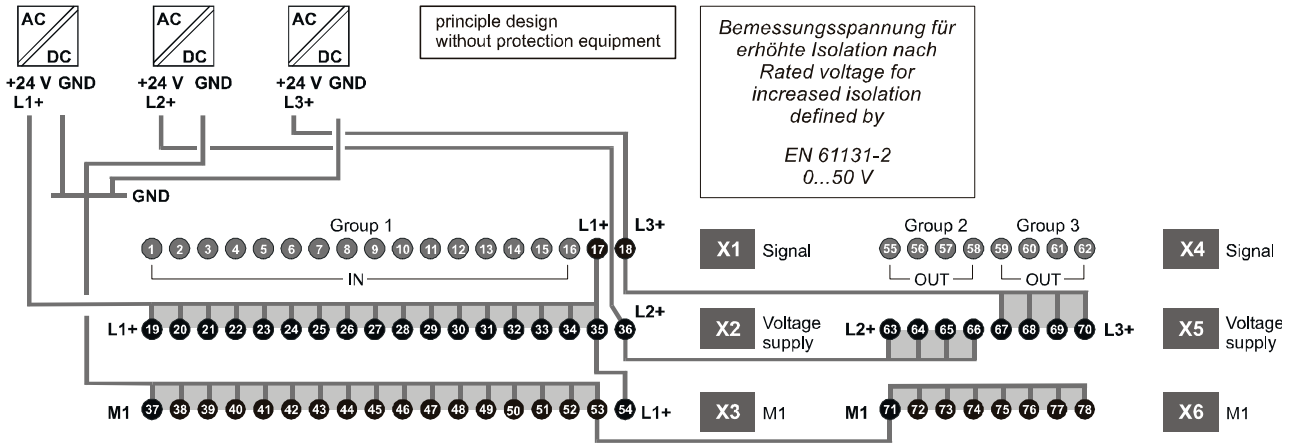 AC DC AC DC AC DC
+24 V GND +24 V GND +24 V GND
L1+ L2+ L3+
principle design
without protection equipment
Bemessungsspannung für
erhöhte Isolation nach
Rated voltage for
increased isolation
defined by
EN 61131-2
0...50 V
GND
Group 1 L1+ L3+ Group 2 Group 3
1 2 3 4 5 6 7 8 9 10 11 12 13 14 15 16 17 18 X1 Signal 55 56 57 58 59 60 61 62 X4 Signal
IN OUT OUT
L2+
L1+ 19 20 21 22 23 24 25 26 27 28 29 30 31 32 33 34 35 36 X2 Voltage supply L2+ 63 64 65 66 67 68 69 70 L3+ X5 Voltage supply
M1 37 38 39 40 41 42 43 44 45 46 47 48 49 50 51 52 53 54 L1+ X3 M1 M1 71 72 73 74 75 76 77 78 X6 M1